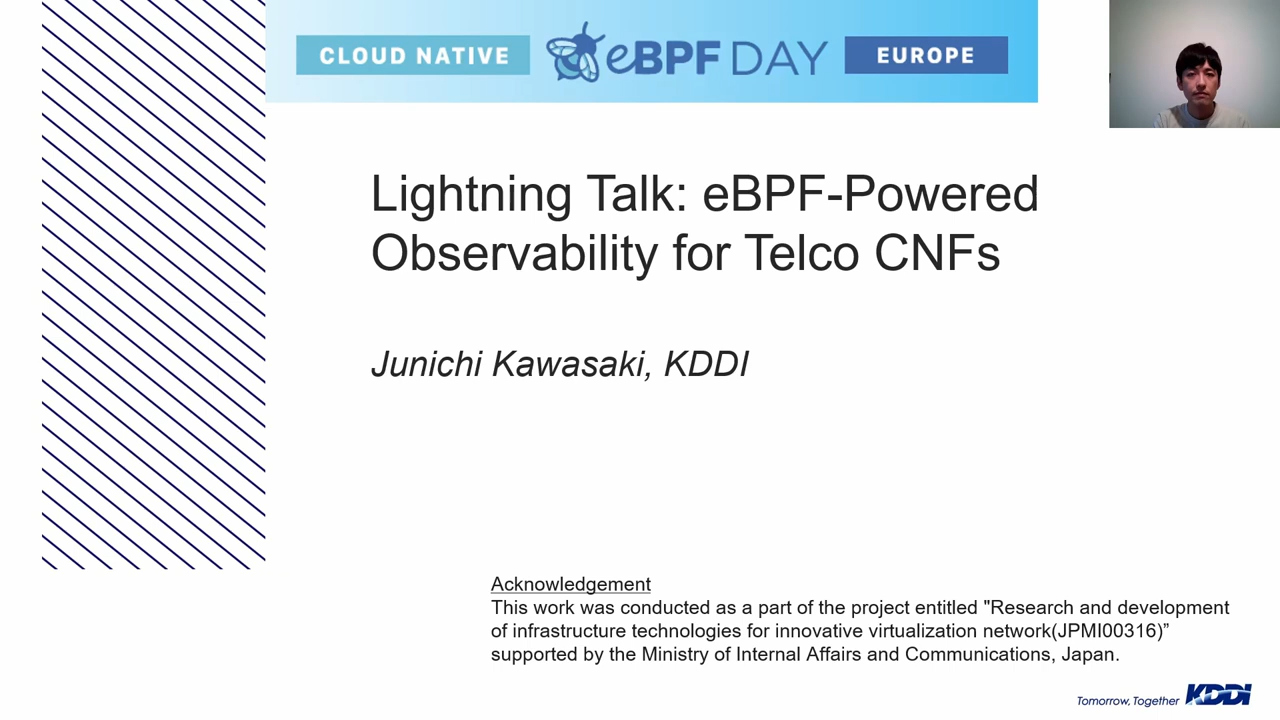 CLOUD NATIVE eBPF DAY EUROPE
Lightning Talk: eBPF-Powered
Observability for Telco CNFs
Junichi Kawasaki, KDDI
Acknowledgement
This work was conducted as a part of the project entitled "Research and development
of infrastructure technologies for innovative virtualization network(JPMI00316)”
supported by the Ministry of Internal Affairs and Communications, Japan.
Tomorrow, Together KDDI